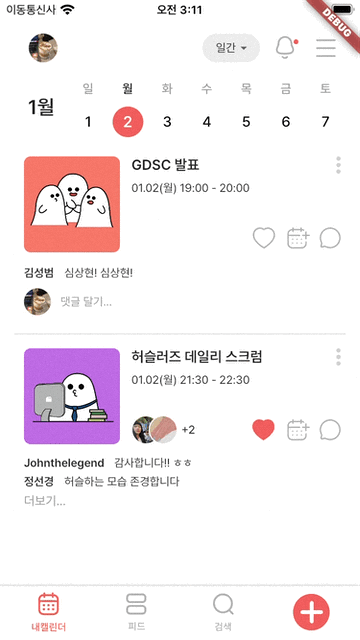 이동통신사 오전 3:11
DEBUG
일간
1월
일 월 화 수 목 금 토
1 2 3 4 5 6 7
GDSC 발표
01.02(월) 19:00 - 20:00
김성범 심상현! 심상현!
댓글 달기...
허슬러즈 데일리 스크럼
01.02(월) 21:30 - 22:30
+2
Johnthelegend 감사합니다!! ㅎㅎ
정선경 허슬하는 모습 존경합니다
더보기...
내캘린더 피드 검색